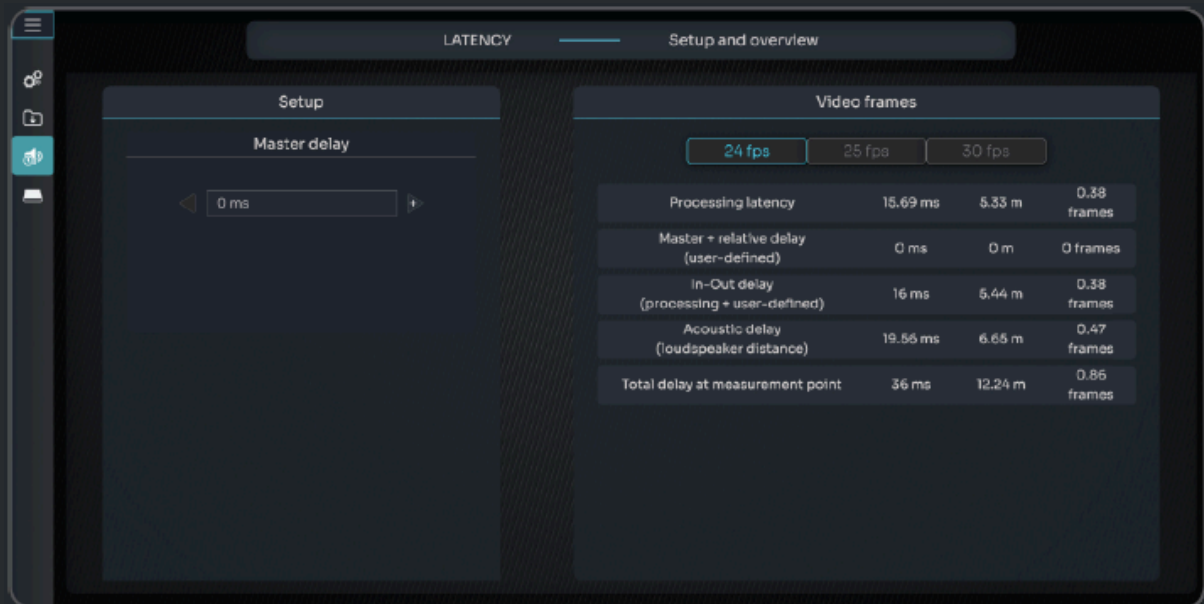 LATENCY Setup and overview
Setup
Master delay
0 ms
+
Video frames
24 fps 25 fps 30 fps
Processing latency 15.69 ms 5.33 m 0.38
frames
Master + relative delay
(user-defined) 0 ms 0 m 0 frames
In-Out delay
(processing + user-defined) 16 ms 5.44 m 0.38
frames
Acoustic delay
(loudspeaker distance) 19.56 ms 6.65 m 0.47
frames
Total delay at measurement point 36 ms 12.24 m 0.86
frames